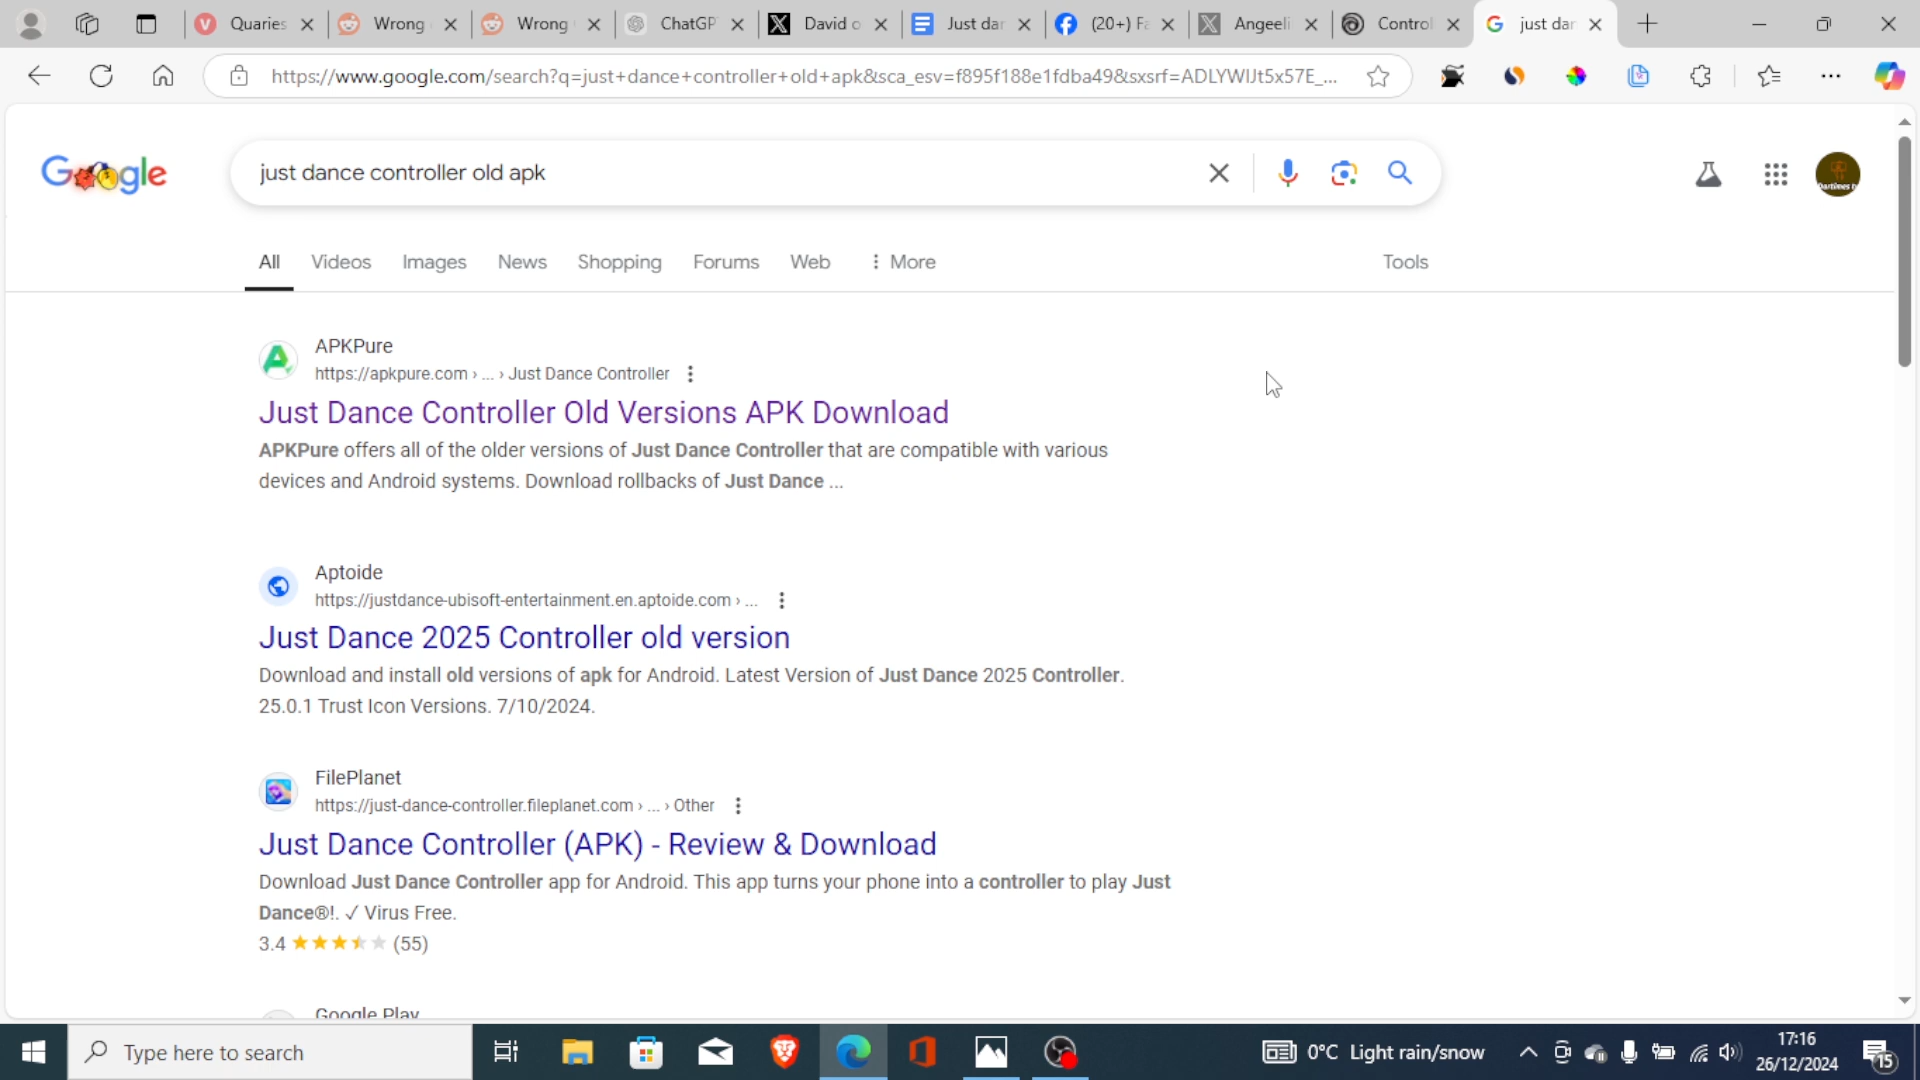 Quaries
Wrong
Wrong
ChatGP
David o
Just dar
(20+) Fa
Angeeli
Control
just dar
https://www.google.com/search?q=just+dance+controller+old+apk&sca_esv=f895f188e1fdba49&sxsrf=ADLYWIJt5x57E_...
Google
just dance controller old apk
All
Videos
Images
News
Shopping
Forums
Web
More
Tools
APKPure
https://apkpure.com › ... › Just Dance Controller
Just Dance Controller Old Versions APK Download
APKPure offers all of the older versions of Just Dance Controller that are compatible with various
devices and Android systems. Download rollbacks of Just Dance ...
Aptoide
https://justdance-ubisoft-entertainment.en.aptoide.com › ...
Just Dance 2025 Controller old version
Download and install old versions of apk for Android. Latest Version of Just Dance 2025 Controller.
25.0.1 Trust Icon Versions. 7/10/2024.
FilePlanet
https://just-dance-controller.fileplanet.com › ... › Other
Just Dance Controller (APK) - Review & Download
Download Just Dance Controller app for Android. This app turns your phone into a controller to play Just
Dance®!. ✓ Virus Free.
3.4 (55)
Google Play
Type here to search
0°C Light rain/snow
17:16
26/12/2024
15